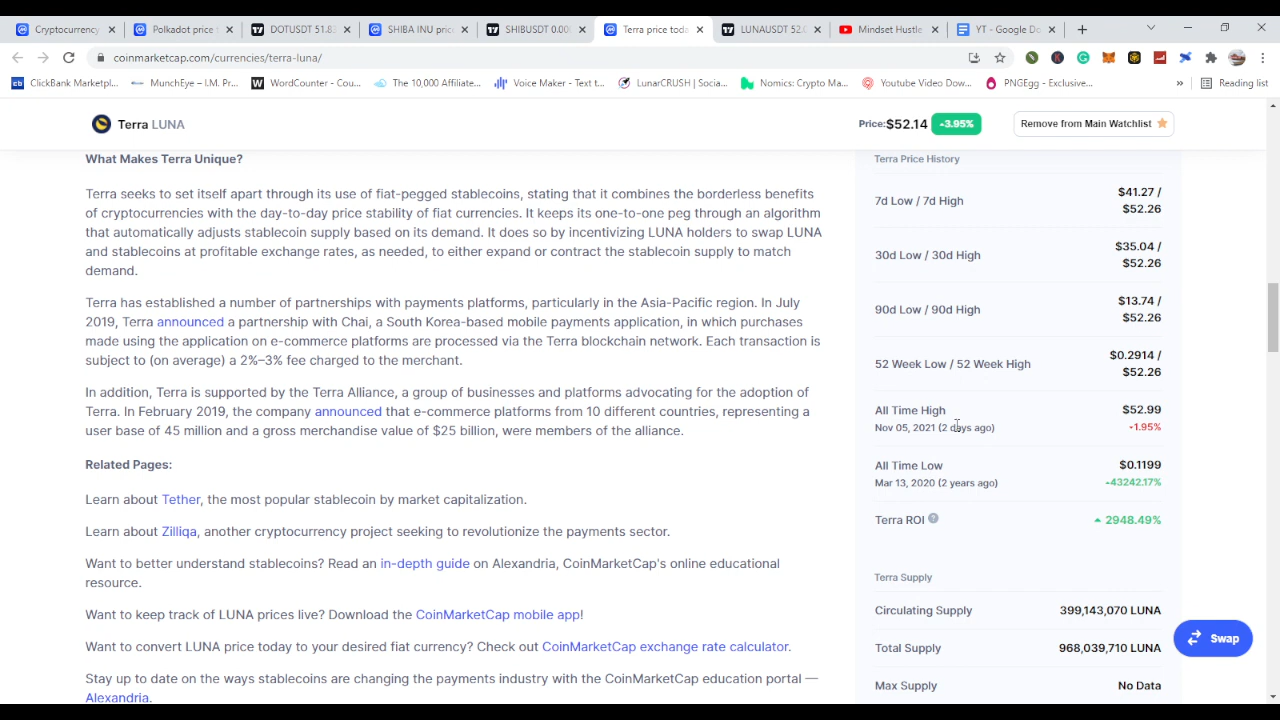 Cryptocurrency
Polkadot price
DOTUSDT 51.83
SHIBA INU price
SHIBUSDT 0.000
Terra price toda
LUNAUSDT 52.0
Mindset Hustle
YT - Google Do
coinmarketcap.com/currencies/terra-luna/
ClickBank Marketpl...
MunchEye – I.M. Pr...
WordCounter - Cou...
The 10,000 Affiliate...
Voice Maker - Text t...
LunarCRUSH | Socia...
Nomics: Crypto Ma...
Youtube Video Dow...
PNGEgg - Exclusive...
»
Reading list
Terra LUNA
Price: $52.14
3.95%
Remove from Main Watchlist
What Makes Terra Unique?
Terra seeks to set itself apart through its use of fiat-pegged stablecoins, stating that it combines the borderless benefits
of cryptocurrencies with the day-to-day price stability of fiat currencies. It keeps its one-to-one peg through an algorithm
that automatically adjusts stablecoin supply based on its demand. It does so by incentivizing LUNA holders to swap LUNA
and stablecoins at profitable exchange rates, as needed, to either expand or contract the stablecoin supply to match
demand.
Terra has established a number of partnerships with payments platforms, particularly in the Asia-Pacific region. In July
2019, Terra announced a partnership with Chai, a South Korea-based mobile payments application, in which purchases
made using the application on e-commerce platforms are processed via the Terra blockchain network. Each transaction is
subject to (on average) a 2%–3% fee charged to the merchant.
In addition, Terra is supported by the Terra Alliance, a group of businesses and platforms advocating for the adoption of
Terra. In February 2019, the company announced that e-commerce platforms from 10 different countries, representing a
user base of 45 million and a gross merchandise value of $25 billion, were members of the alliance.
Related Pages:
Learn about Tether, the most popular stablecoin by market capitalization.
Learn about Zilliqa, another cryptocurrency project seeking to revolutionize the payments sector.
Want to better understand stablecoins? Read an in-depth guide on Alexandria, CoinMarketCap's online educational
resource.
Want to keep track of LUNA prices live? Download the CoinMarketCap mobile app!
Want to convert LUNA price today to your desired fiat currency? Check out CoinMarketCap exchange rate calculator.
Stay up to date on the ways stablecoins are changing the payments industry with the CoinMarketCap education portal —
Alexandria.
Terra Price History
7d Low / 7d High
$41.27 /
$52.26
30d Low / 30d High
$35.04 /
$52.26
90d Low / 90d High
$13.74 /
$52.26
52 Week Low / 52 Week High
$0.2914 /
$52.26
All Time High
$52.99
Nov 05, 2021 (2 days ago)
1.95%
All Time Low
$0.1199
Mar 13, 2020 (2 years ago)
43242.17%
Terra ROI
2948.49%
Terra Supply
Circulating Supply
399,143,070 LUNA
Total Supply
968,039,710 LUNA
Max Supply
No Data
Swap